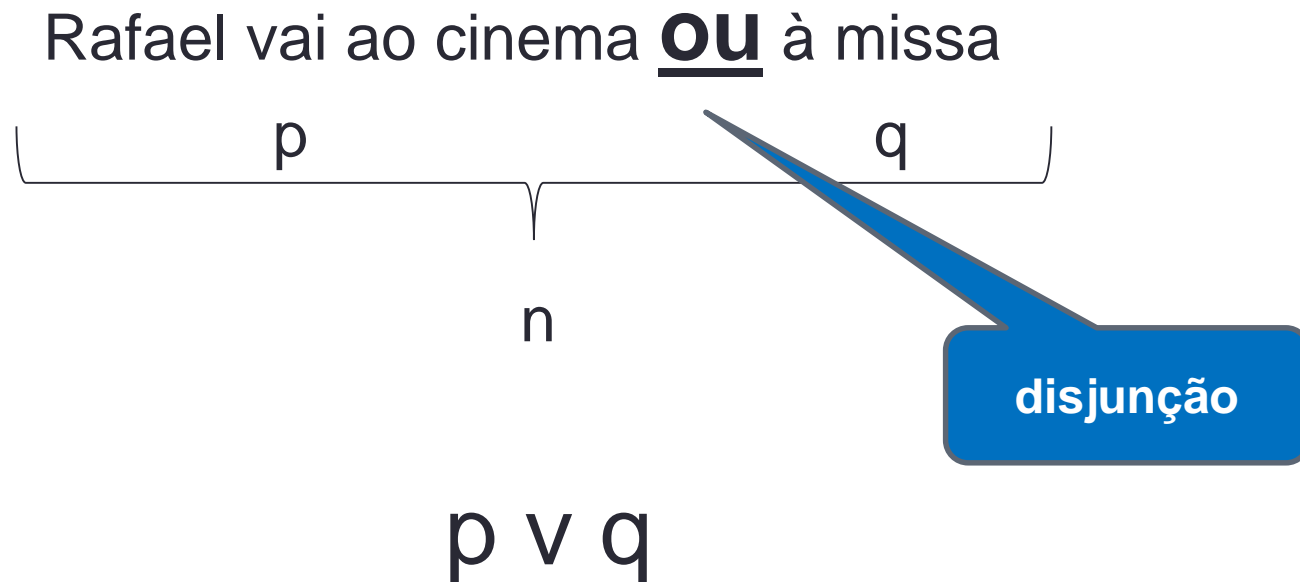 Rafael vai ao cinema ou à missa
p q
n
disjunção
p v q